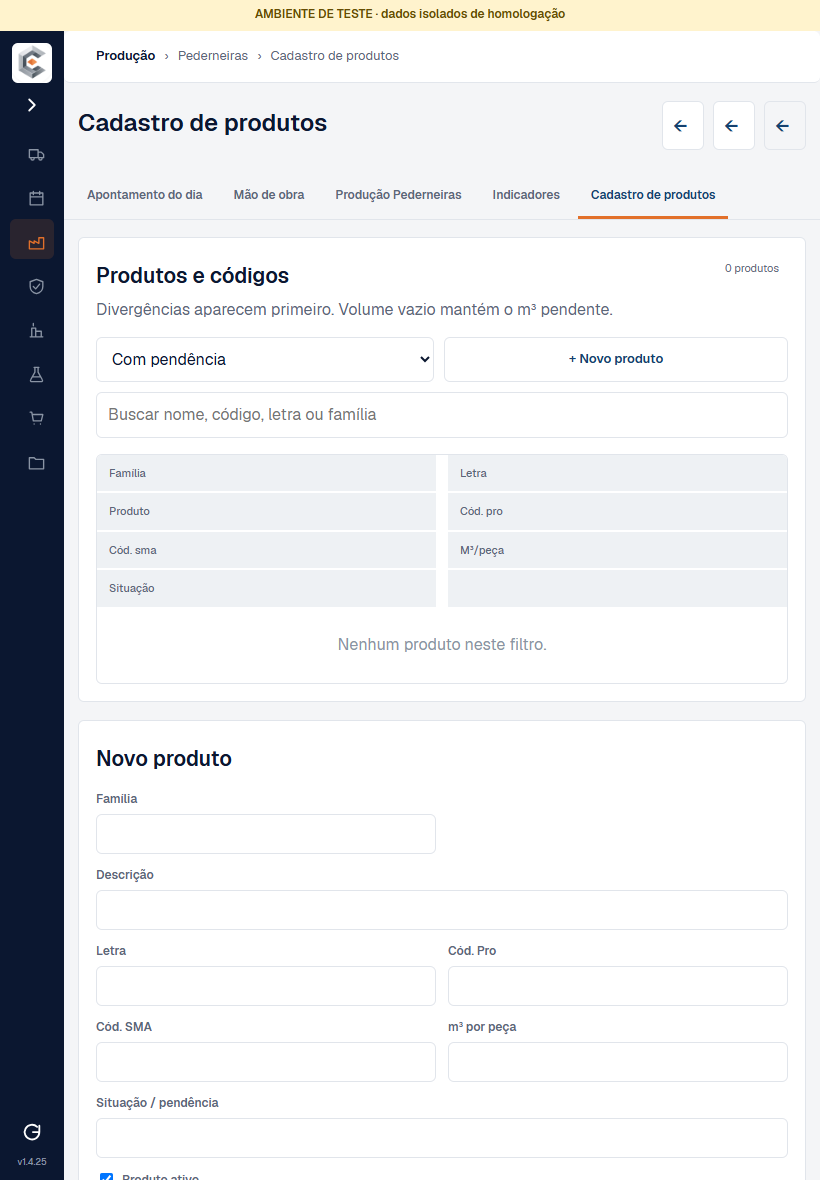 AMBIENTE DE TESTE · dados isolados de homologação
Produção › Pederneiras › Cadastro de produtos
Cadastro de produtos
Apontamento do dia Mão de obra Produção Pederneiras Indicadores Cadastro de produtos
Produtos e códigos
0 produtos
Divergências aparecem primeiro. Volume vazio mantém o m³ pendente.
Com pendência
+ Novo produto
Buscar nome, código, letra ou família
Família Letra
Produto Cód. pro
Cód. sma M³/peça
Situação
Nenhum produto neste filtro.
Novo produto
Família
Descrição
Letra Cód. Pro
Cód. SMA m³ por peça
Situação / pendência
Produto ativo
v1.4.25